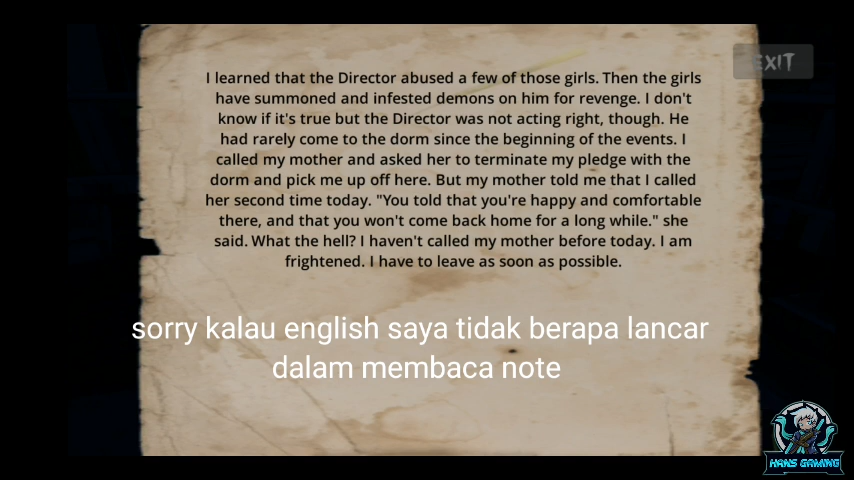 I learned that the Director abused a few of those girls. Then the girls
have summoned and infested demons on him for revenge. I don't
know if it's true but the Director was not acting right, though. He
had rarely come to the dorm since the beginning of the events. I
called my mother and asked her to terminate my pledge with the
dorm and pick me up off here. But my mother told me that I called
her second time today. "You told that you're happy and comfortable
there, and that you won't come back home for a long while." she
said. What the hell? I haven't called my mother before today. I am
frightened. I have to leave as soon as possible.
EXIT
sorry kalau english saya tidak berapa lancar
dalam membaca note
HANS GAMING